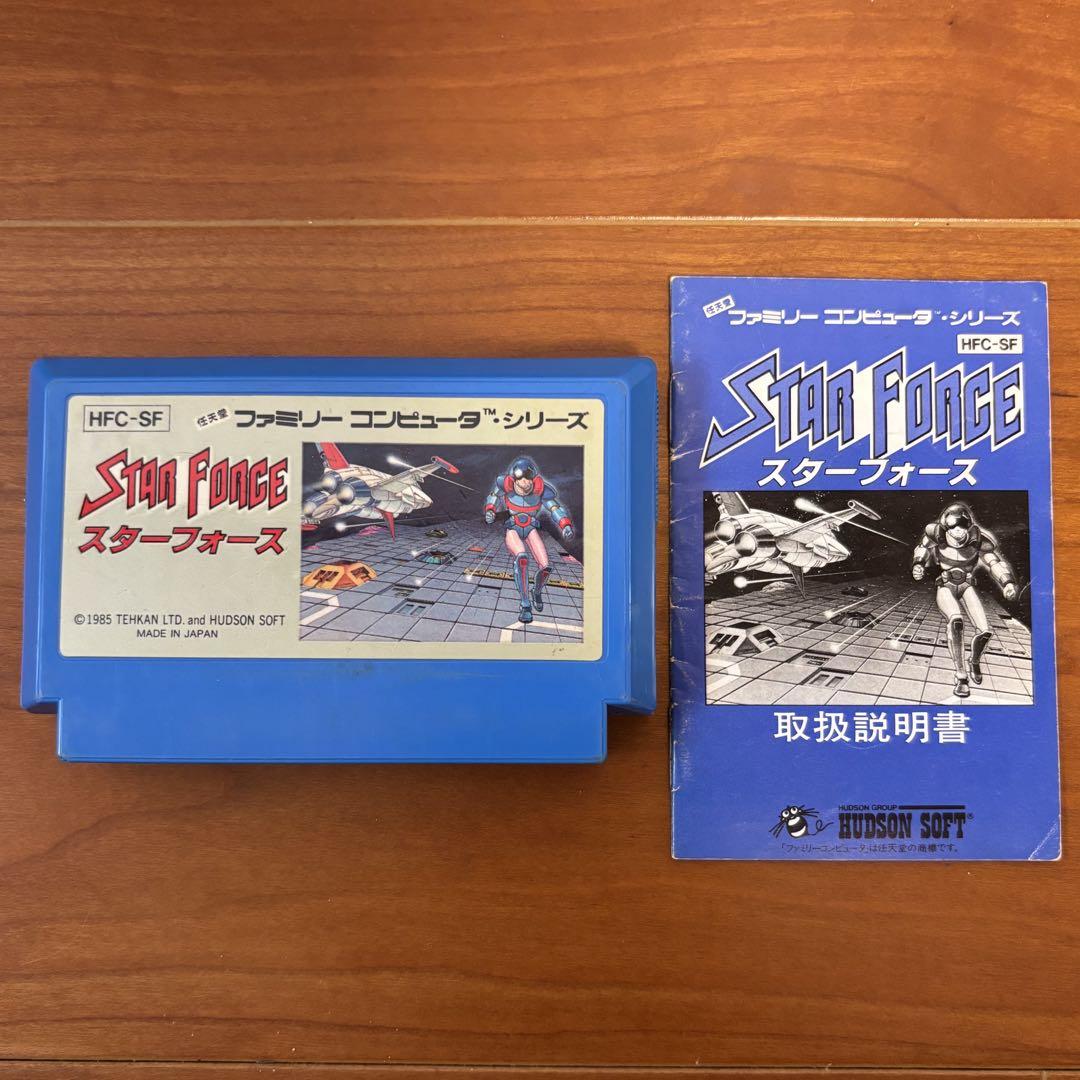 HFC-SF
任天堂 ファミリー コンピュータ™・シリーズ
STAR FORCE
スターフォース
©1985 TEHKAN LTD. and HUDSON SOFT
MADE IN JAPAN
任天堂 ファミリー コンピュータ™・シリーズ
HFC-SF
STAR FORCE
スターフォース
取扱説明書
HUDSON GROUP
HUDSON SOFT®
「ファミリーコンピュータ」は任天堂の商標です。